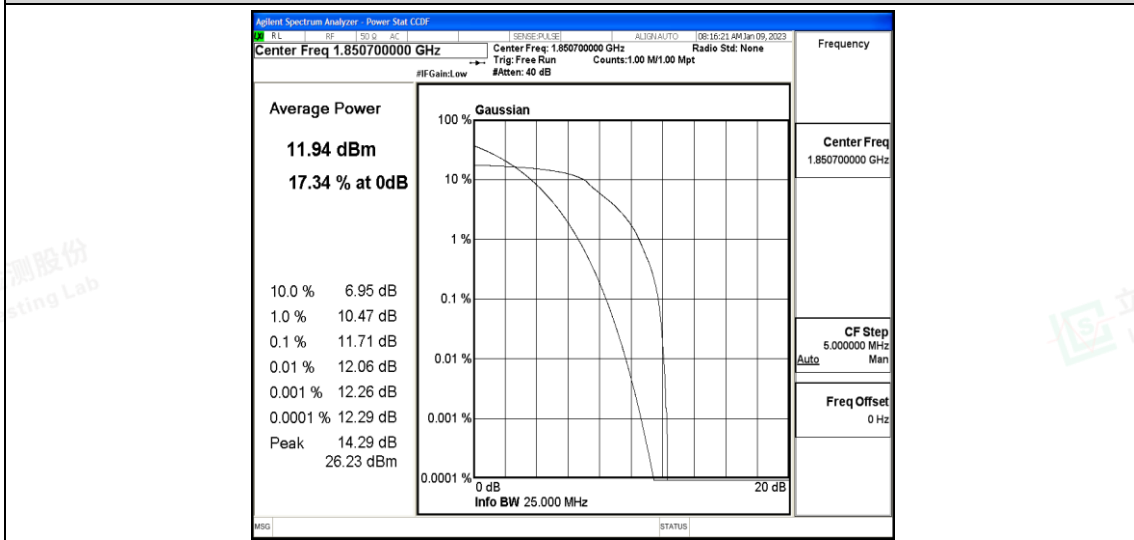 Agilent Spectrum Analyzer - Power Stat CCDF
RL RF 50 Ω AC SENSE:PULSE ALIGN AUTO 08:16:21 AM Jan 09, 2023
Center Freq 1.850700000 GHz
Center Freq: 1.850700000 GHz Radio Std: None
Trig: Free Run Counts:1.00 M/1.00 Mpt
#IFGain:Low #Atten: 40 dB
Frequency
Average Power
11.94 dBm
17.34 % at 0dB
10.0 % 6.95 dB
1.0 % 10.47 dB
0.1 % 11.71 dB
0.01 % 12.06 dB
0.001 % 12.26 dB
0.0001 % 12.29 dB
Peak 14.29 dB
26.23 dBm
Gaussian
100 %
10 %
1 %
0.1 %
0.01 %
0.001 %
0.0001 %
0 dB 20 dB
Info BW 25.000 MHz
Center Freq
1.850700000 GHz
CF Step
5.000000 MHz
Auto Man
Freq Offset
0 Hz
MSG STATUS
测股份
sting Lab
立